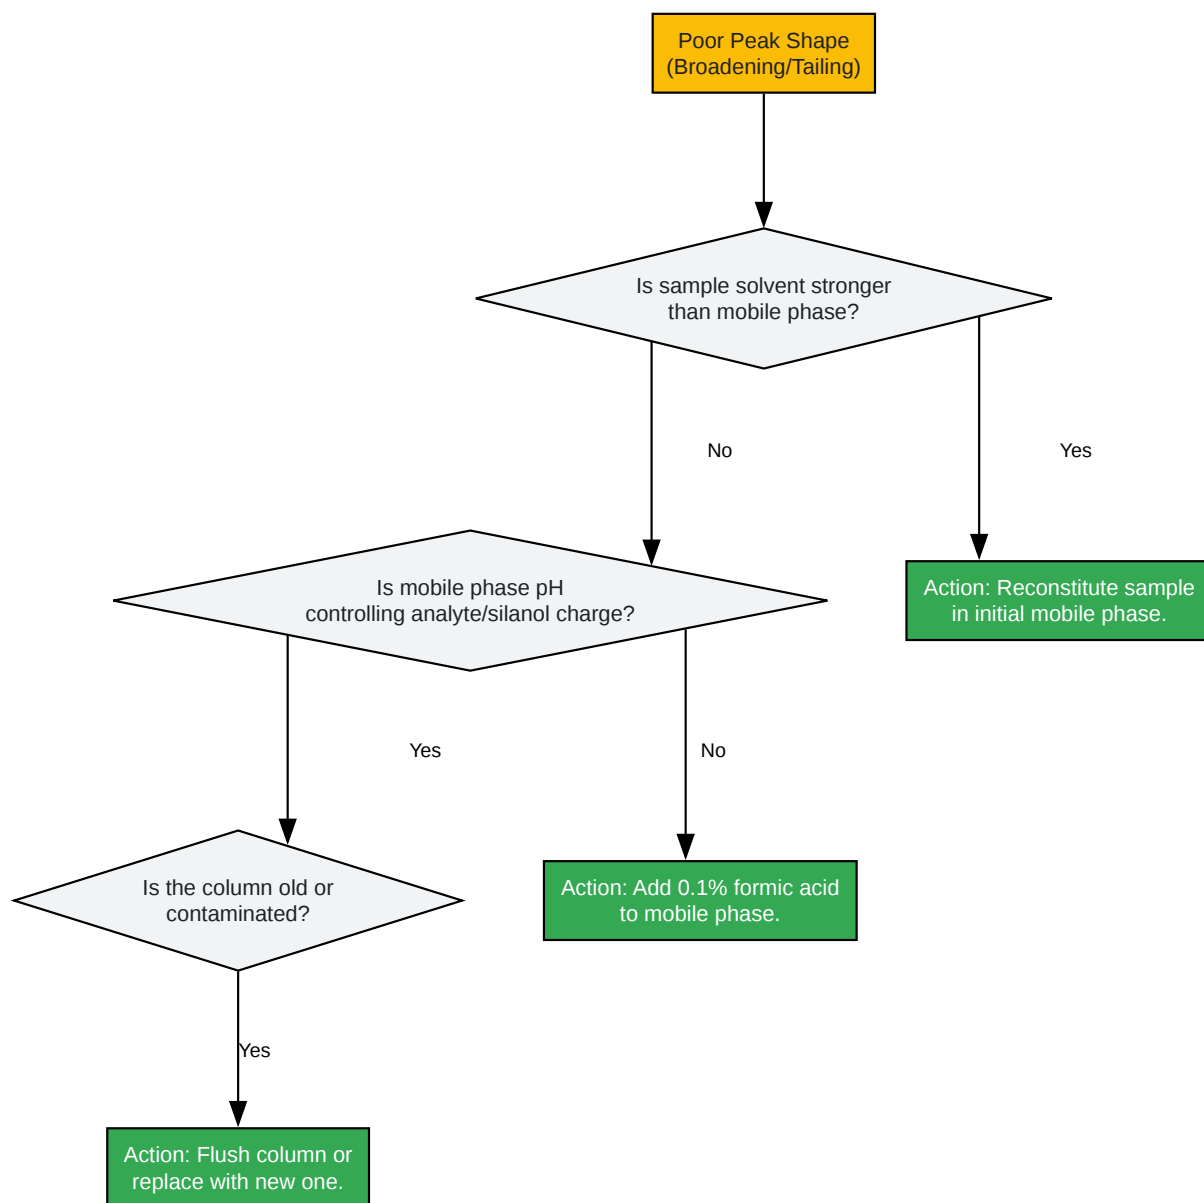 Poor Peak Shape
(Broadening/Tailing)
Is sample solvent stronger
than mobile phase?
No
Yes
Is mobile phase pH
controlling analyte/silanol charge?
Action: Reconstitute sample
in initial mobile phase.
Yes
No
Is the column old or
contaminated?
Action: Add 0.1% formic acid
to mobile phase.
Yes
Action: Flush column or
replace with new one.